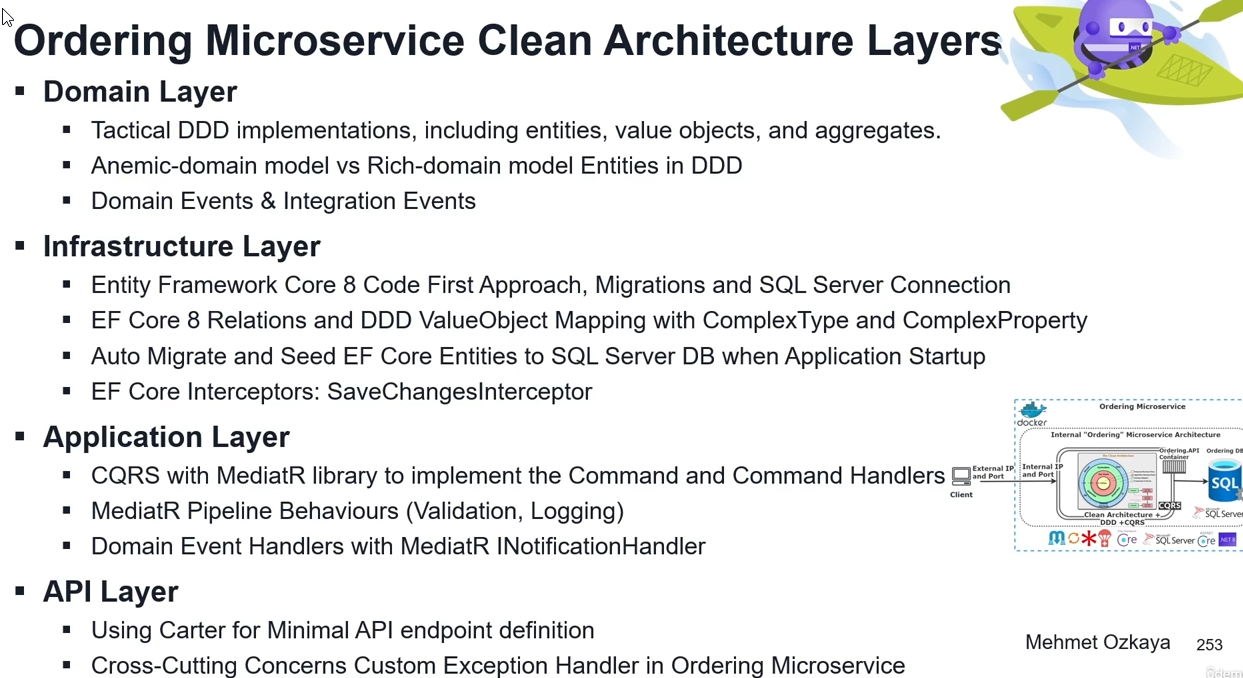 Ordering Microservice Clean Architecture Layers
Domain Layer
Tactical DDD implementations, including entities, value objects, and aggregates.
Anemic-domain model vs Rich-domain model Entities in DDD
Domain Events & Integration Events
Infrastructure Layer
Entity Framework Core 8 Code First Approach, Migrations and SQL Server Connection
EF Core 8 Relations and DDD ValueObject Mapping with ComplexType and ComplexProperty
Auto Migrate and Seed EF Core Entities to SQL Server DB when Application Startup
EF Core Interceptors: SaveChangesInterceptor
Application Layer
CQRS with MediatR library to implement the Command and Command Handlers
MediatR Pipeline Behaviours (Validation, Logging)
Domain Event Handlers with MediatR INotificationHandler
API Layer
Using Carter for Minimal API endpoint definition
Cross-Cutting Concerns Custom Exception Handler in Ordering Microservice
.NET
Ordering Microservice
docker
Internal "Ordering" Microservice Architecture
Ordering.API
Container
Ordering DB
External IP
and Port
Internal IP
and Port
Client
SQL
CQRS
SQL Server
Clean Architecture +
DDD +CQRS
SQL Server
Mehmet Ozkaya
253